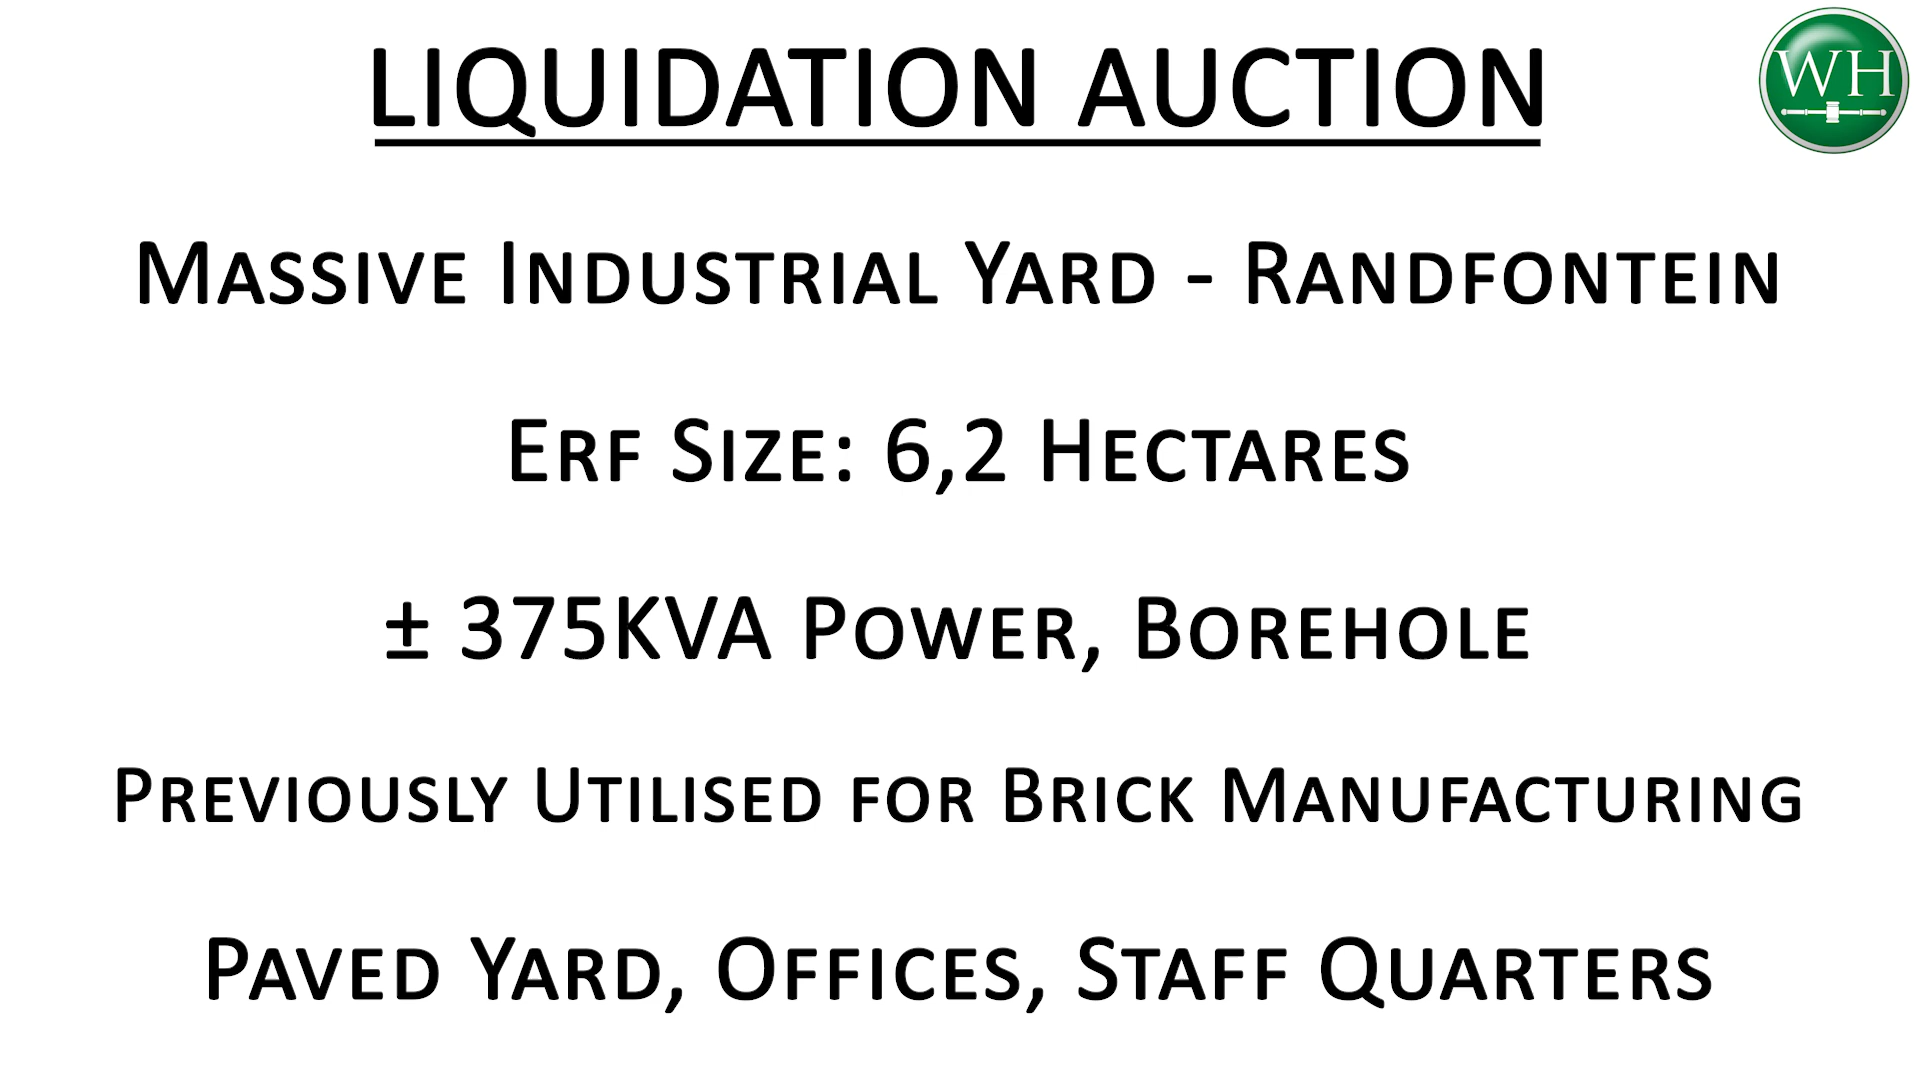 LIQUIDATION AUCTION
WH
Massive Industrial Yard - Randfontein
Erf Size: 6,2 Hectares
± 375KVA Power, Borehole
Previously Utilised for Brick Manufacturing
Paved Yard, Offices, Staff Quarters